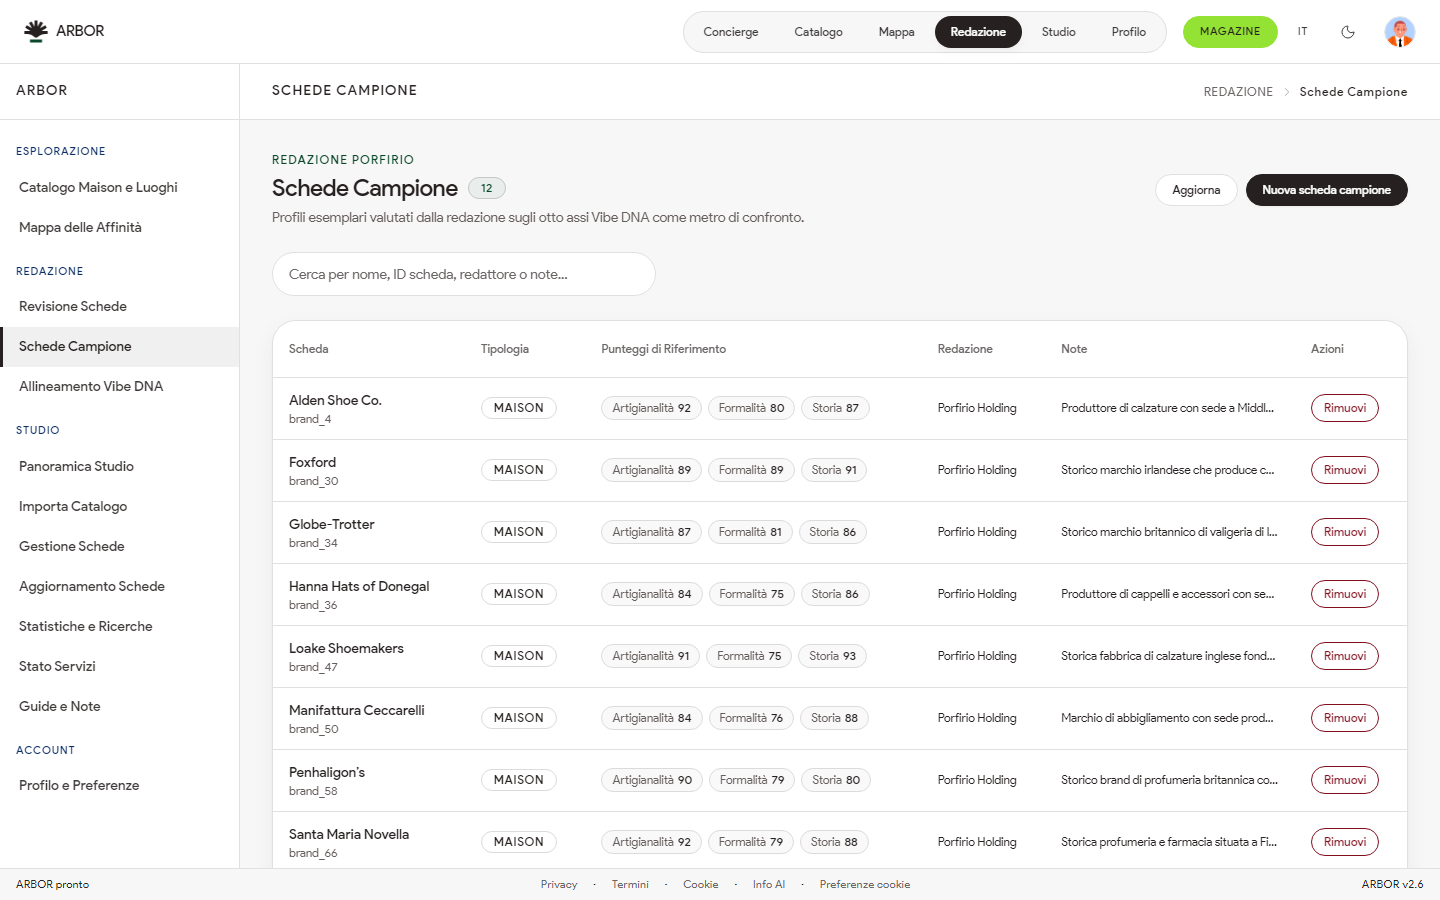 ARBOR
Concierge
Catalogo
Mappa
Redazione
Studio
Profilo
MAGAZINE
IT
ARBOR
ESPLORAZIONE
Catalogo Maison e Luoghi
Mappa delle Affinità
REDAZIONE
Revisione Schede
Schede Campione
Allineamento Vibe DNA
STUDIO
Panoramica Studio
Importa Catalogo
Gestione Schede
Aggiornamento Schede
Statistiche e Ricerche
Stato Servizi
Guide e Note
ACCOUNT
Profilo e Preferenze
SCHEDE CAMPIONE
REDAZIONE > Schede Campione
REDAZIONE PORFIRIO
Schede Campione 12
Profili esemplari valutati dalla redazione sugli otto assi Vibe DNA come metro di confronto.
Aggiorna
Nuova scheda campione
Cerca per nome, ID scheda, redattore o note...
Scheda Tipologia Punteggi di Riferimento Redazione Note Azioni
Alden Shoe Co. MAISON Artigianalità 92 Formalità 80 Storia 87 Porfirio Holding Produttore di calzature con sede a Middl... Rimuovi
brand_4
Foxford MAISON Artigianalità 89 Formalità 89 Storia 91 Porfirio Holding Storico marchio irlandese che produce c... Rimuovi
brand_30
Globe-Trotter MAISON Artigianalità 87 Formalità 81 Storia 86 Porfirio Holding Storico marchio britannico di valigeria di l... Rimuovi
brand_34
Hanna Hats of Donegal MAISON Artigianalità 84 Formalità 75 Storia 86 Porfirio Holding Produttore di cappelli e accessori con se... Rimuovi
brand_36
Loake Shoemakers MAISON Artigianalità 91 Formalità 75 Storia 93 Porfirio Holding Storica fabbrica di calzature inglese fond... Rimuovi
brand_47
Manifattura Ceccarelli MAISON Artigianalità 84 Formalità 76 Storia 88 Porfirio Holding Marchio di abbigliamento con sede prod... Rimuovi
brand_50
Penhaligon's MAISON Artigianalità 90 Formalità 79 Storia 80 Porfirio Holding Storico brand di profumeria britannica co... Rimuovi
brand_58
Santa Maria Novella MAISON Artigianalità 92 Formalità 79 Storia 88 Porfirio Holding Storica profumeria e farmacia situata a Fi... Rimuovi
brand_66
ARBOR pronto
Privacy · Termini · Cookie · Info AI · Preferenze cookie
ARBOR v2.6